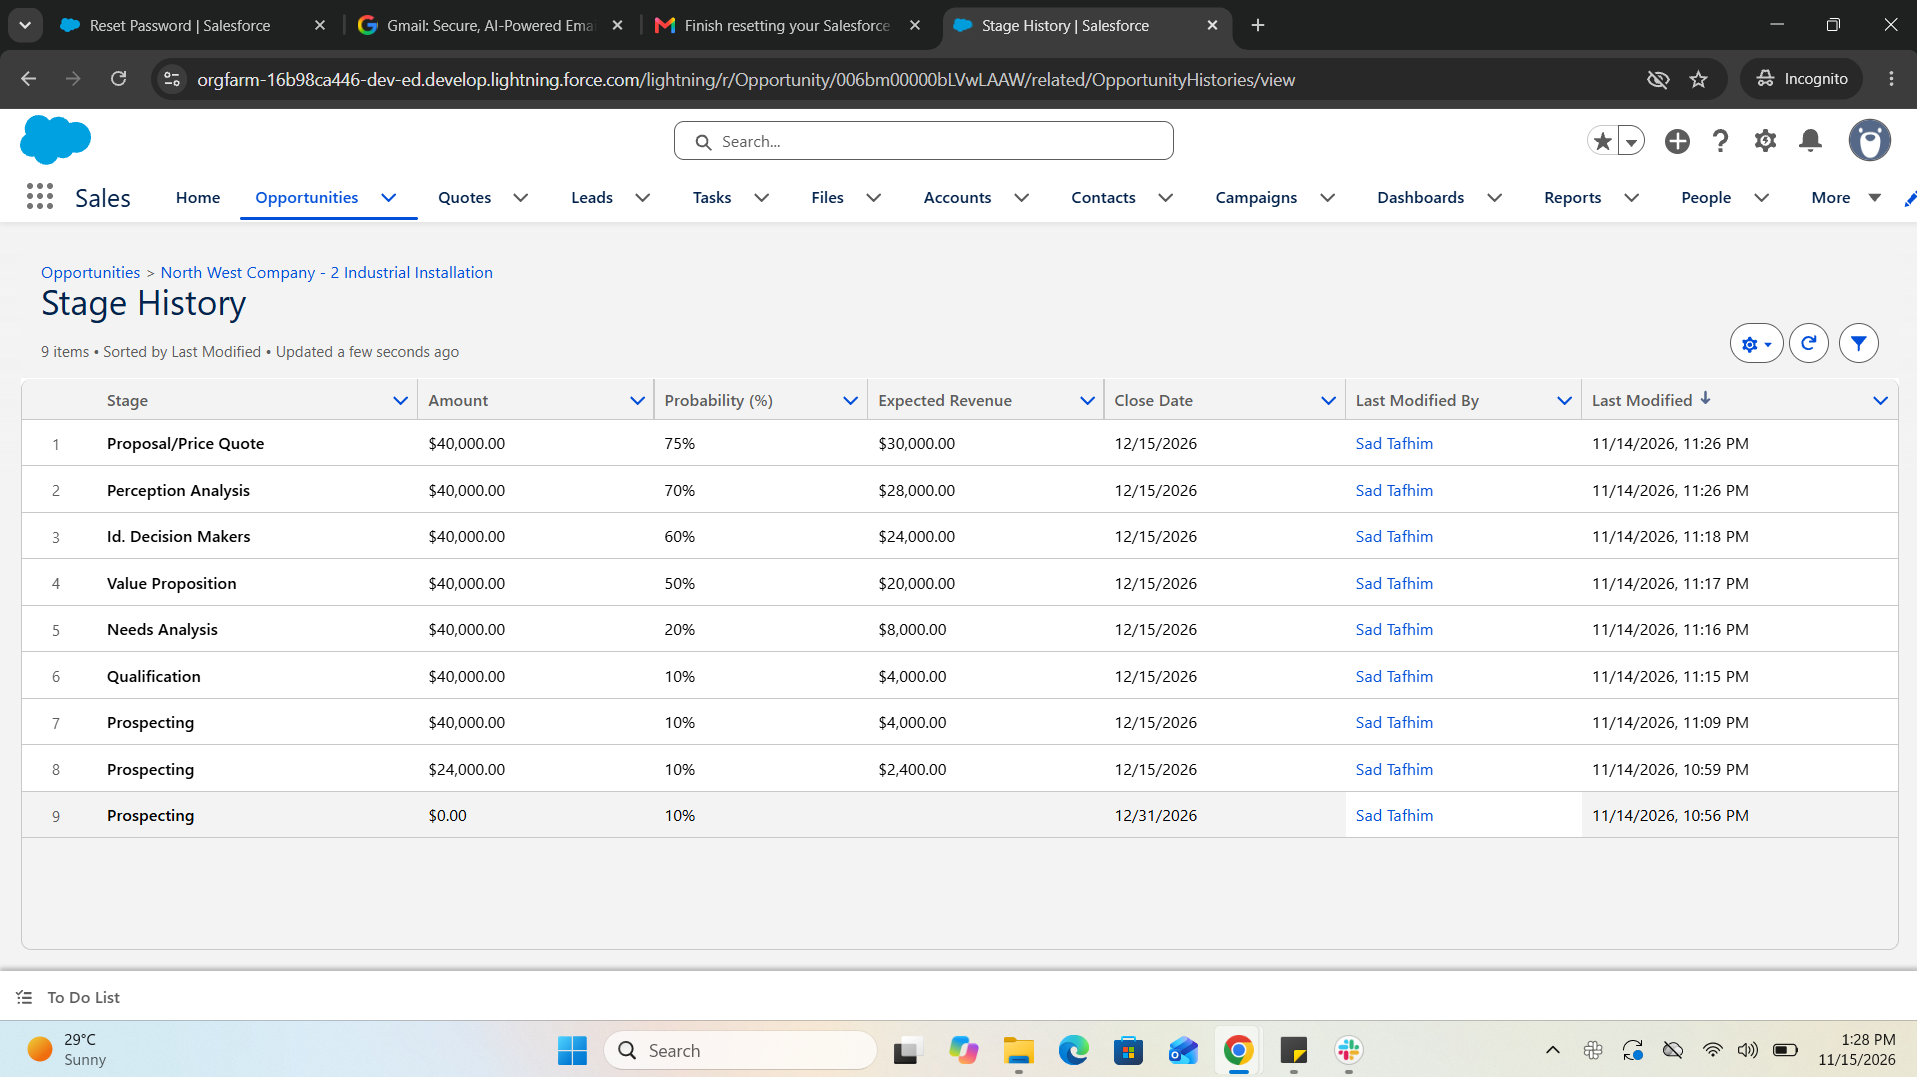 Reset Password | Salesforce
Gmail: Secure, AI-Powered Emai
Finish resetting your Salesforce
Stage History | Salesforce
orgfarm-16b98ca446-dev-ed.develop.lightning.force.com/lightning/r/Opportunity/006bm00000bLVwLAAW/related/OpportunityHistories/view
Incognito
Search...
Sales Home Opportunities Quotes Leads Tasks Files Accounts Contacts Campaigns Dashboards Reports People More
Opportunities > North West Company - 2 Industrial Installation
Stage History
9 items • Sorted by Last Modified • Updated a few seconds ago
Stage Amount Probability (%) Expected Revenue Close Date Last Modified By Last Modified
1 Proposal/Price Quote $40,000.00 75% $30,000.00 12/15/2026 Sad Tafhim 11/14/2026, 11:26 PM
2 Perception Analysis $40,000.00 70% $28,000.00 12/15/2026 Sad Tafhim 11/14/2026, 11:26 PM
3 Id. Decision Makers $40,000.00 60% $24,000.00 12/15/2026 Sad Tafhim 11/14/2026, 11:18 PM
4 Value Proposition $40,000.00 50% $20,000.00 12/15/2026 Sad Tafhim 11/14/2026, 11:17 PM
5 Needs Analysis $40,000.00 20% $8,000.00 12/15/2026 Sad Tafhim 11/14/2026, 11:16 PM
6 Qualification $40,000.00 10% $4,000.00 12/15/2026 Sad Tafhim 11/14/2026, 11:15 PM
7 Prospecting $40,000.00 10% $4,000.00 12/15/2026 Sad Tafhim 11/14/2026, 11:09 PM
8 Prospecting $24,000.00 10% $2,400.00 12/15/2026 Sad Tafhim 11/14/2026, 10:59 PM
9 Prospecting $0.00 10% 12/31/2026 Sad Tafhim 11/14/2026, 10:56 PM
To Do List
29°C
Sunny
Search
1:28 PM
11/15/2026